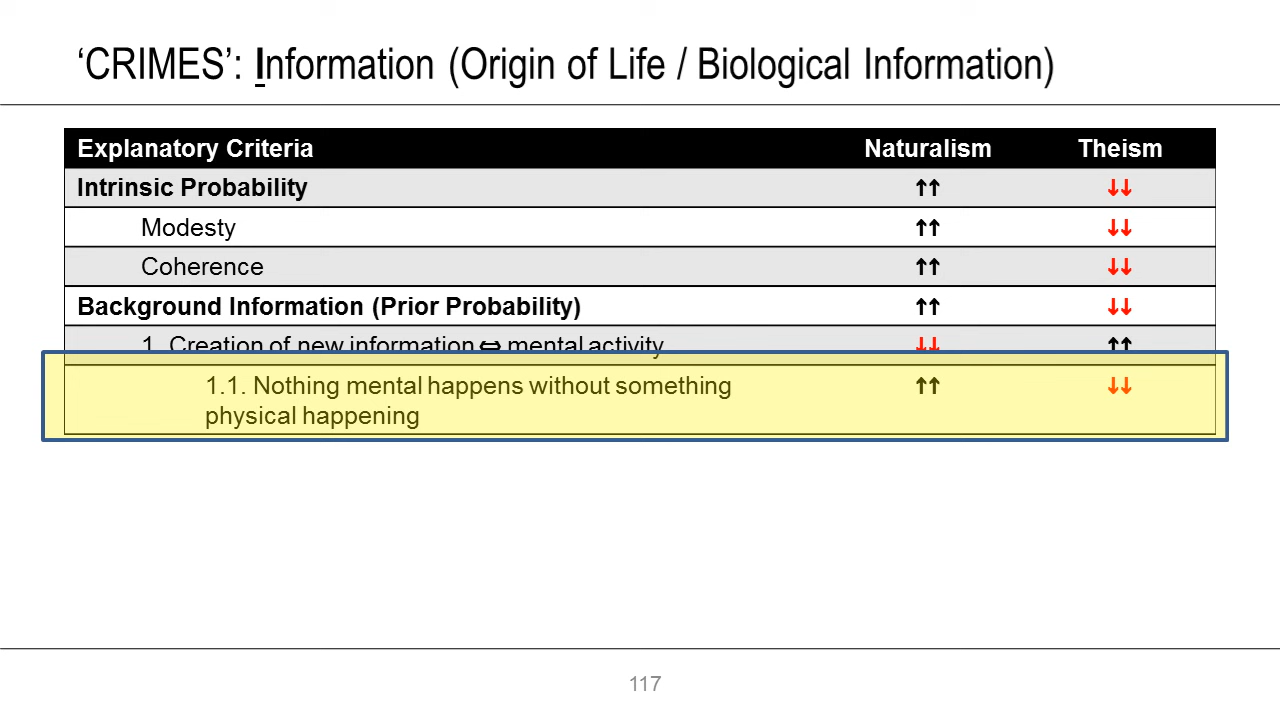 ‘CRIMES’: Information (Origin of Life / Biological Information)
Explanatory Criteria Naturalism Theism
Intrinsic Probability ↑↑ ↓↓
Modesty ↑↑ ↓↓
Coherence ↑↑ ↓↓
Background Information (Prior Probability) ↑↑ ↓↓
1. Creation of new information ⇔ mental activity ↓↓ ↑↑
1.1. Nothing mental happens without something ↑↑ ↓↓
physical happening
117